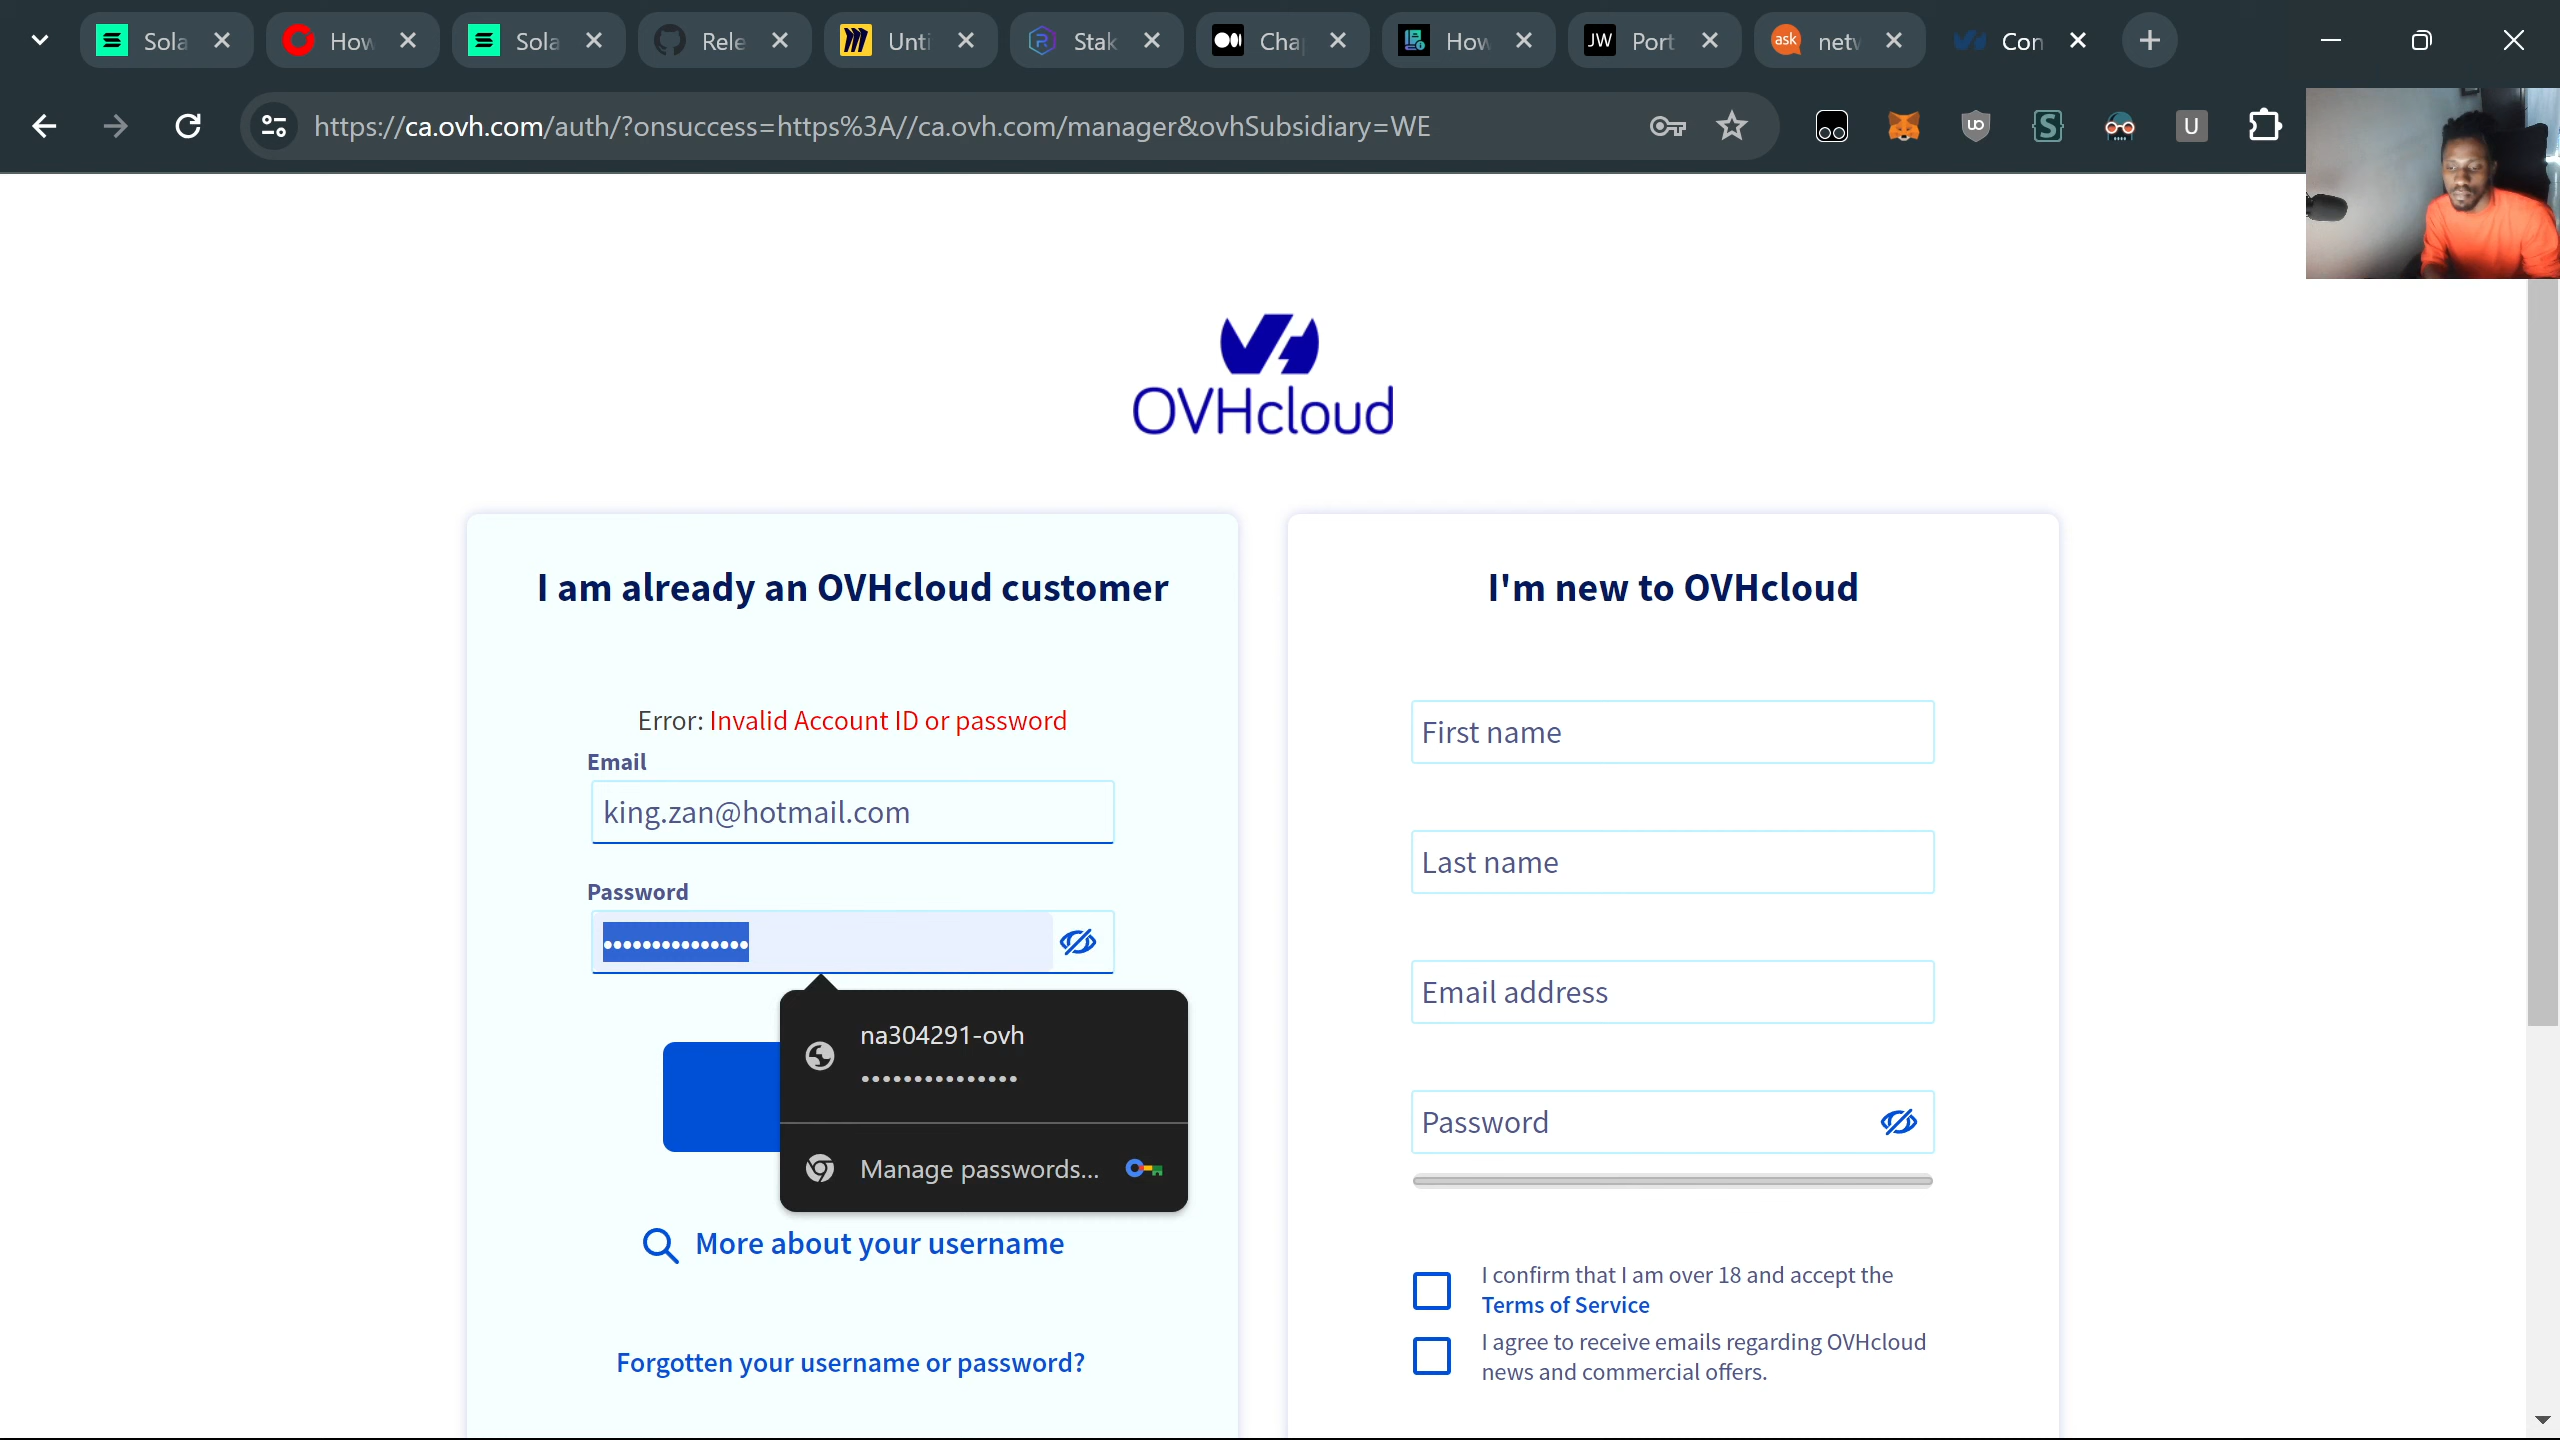 Sola
How
Sola
Rele
Unti
Stak
Cha
How
JW Port
ask netw
Con
https://ca.ovh.com/auth/?onsuccess=https%3A//ca.ovh.com/manager&ovhSubsidiary=WE
OVHcloud
I am already an OVHcloud customer
Error: Invalid Account ID or password
Email
king.zan@hotmail.com
Password
na304291-ovh
Manage passwords...
More about your username
Forgotten your username or password?
I'm new to OVHcloud
First name
Last name
Email address
Password
I confirm that I am over 18 and accept the
Terms of Service
I agree to receive emails regarding OVHcloud
news and commercial offers.